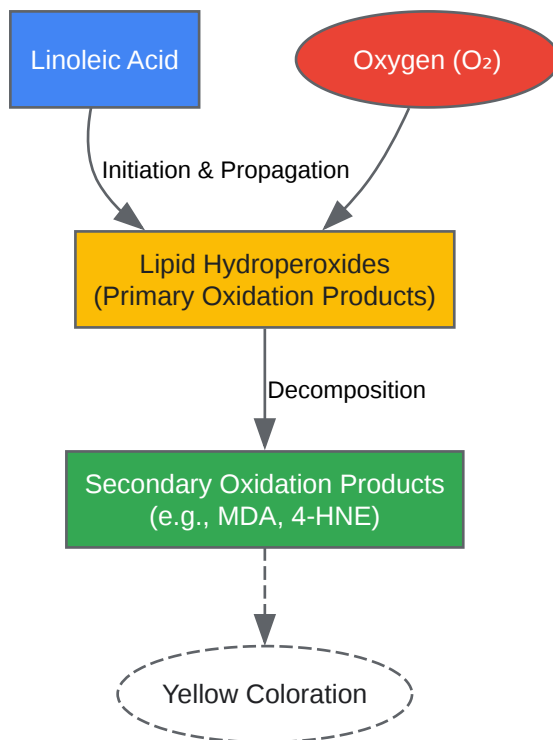 Linoleic Acid
Oxygen (O₂)
Initiation & Propagation
Lipid Hydroperoxides
(Primary Oxidation Products)
Decomposition
Secondary Oxidation Products
(e.g., MDA, 4-HNE)
Yellow Coloration